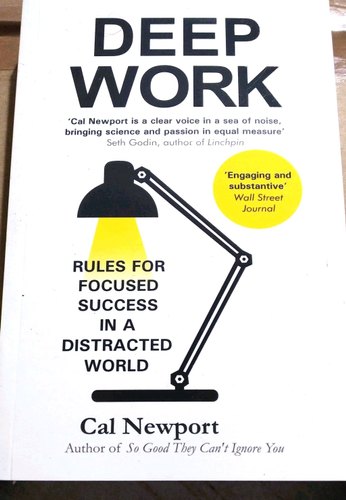 DEEP
WORK
'Cal Newport is a clear voice in a sea of noise,
bringing science and passion in equal measure'
Seth Godin, author of Linchpin
'Engaging and
substantive'
Wall Street
Journal
RULES FOR
FOCUSED
SUCCESS
IN A
DISTRACTED
WORLD
Cal Newport
Author of So Good They Can't Ignore You